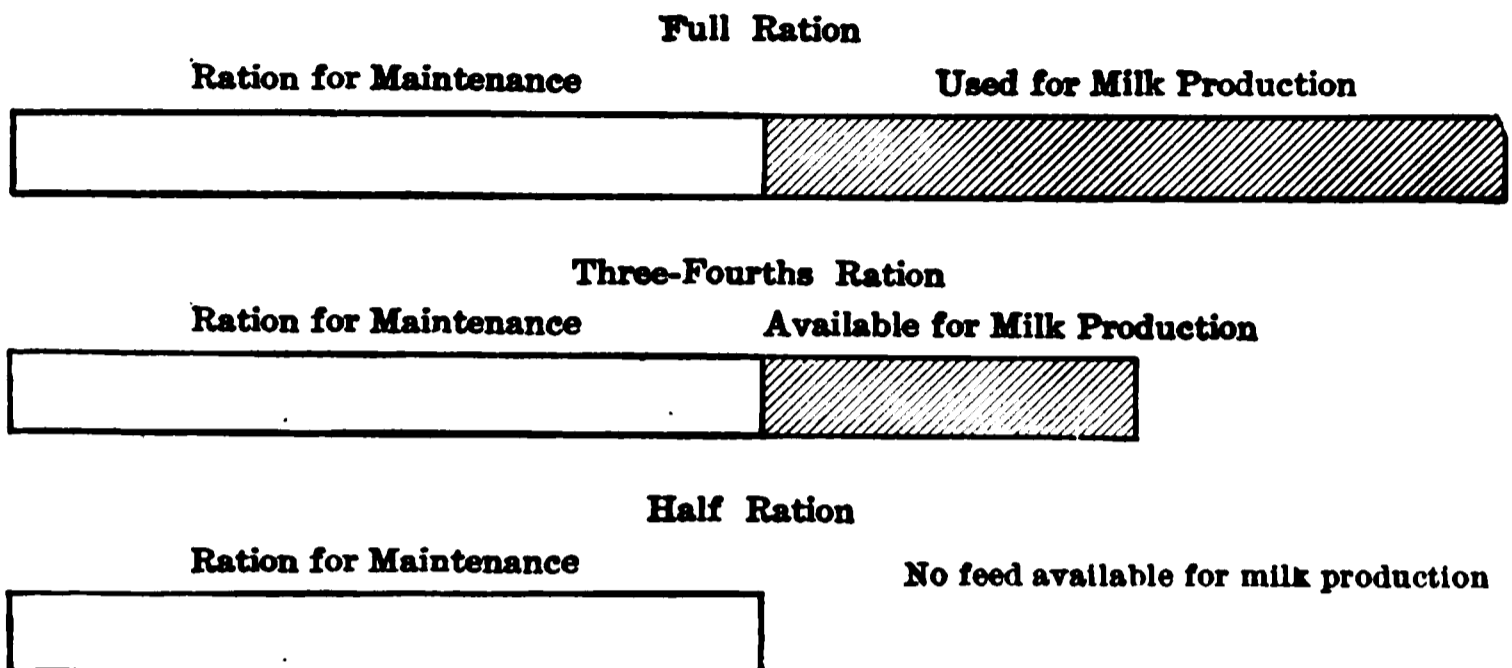 Full Ration
Ration for Maintenance Used for Milk Production
Three-Fourths Ration
Ration for Maintenance Available for Milk Production
Half Ration
Ration for Maintenance No feed available for milk production